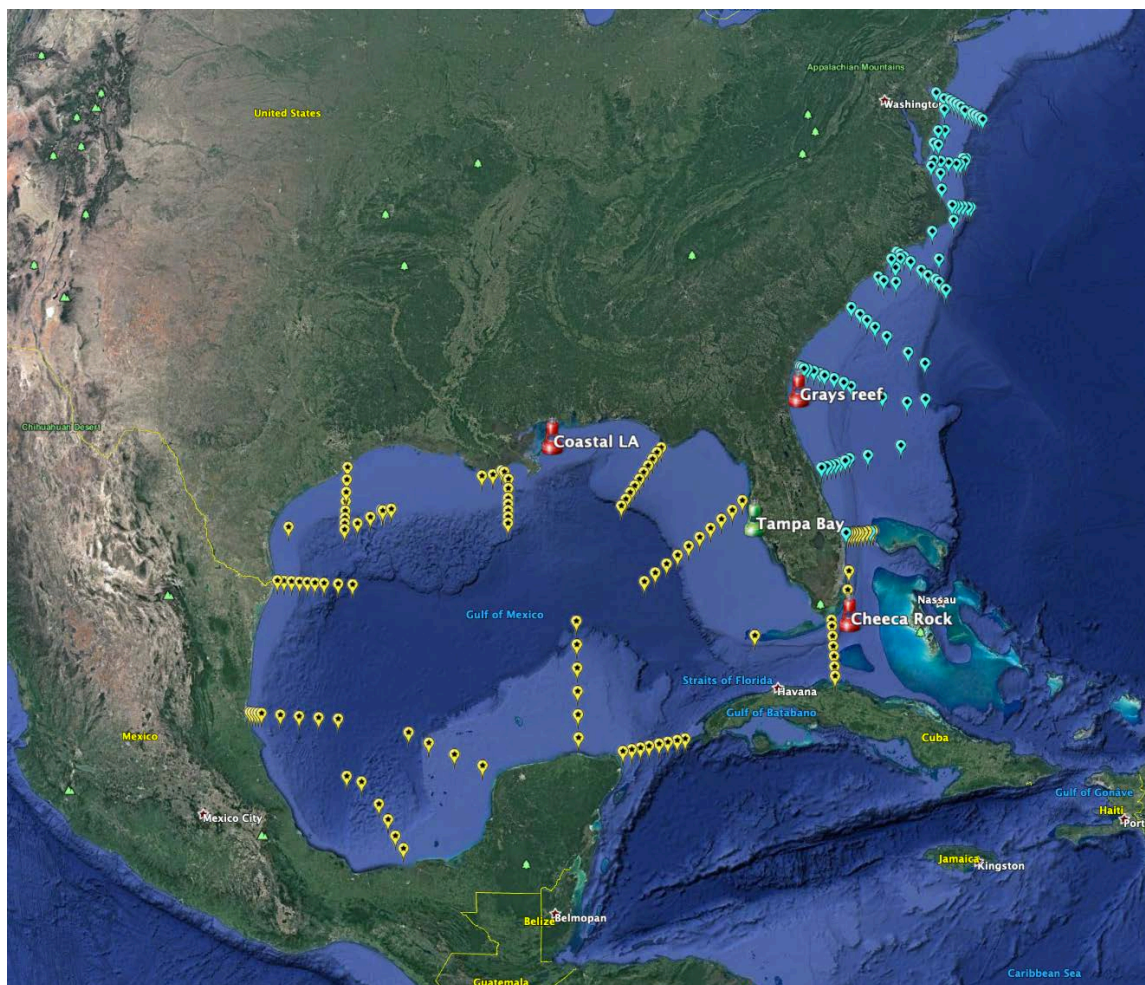 Appalachian Mountains
Washington
United States
Grays reef
Chihuahuan Desert
Coastal LA
Tampa Bay
Nassau
Gulf of Mexico
Cheeca Rock
Straits of Florida
Havana
Gulf of Batabano
Mexico
Cuba
Gulf of Gonave
Haiti
Mexico City
Port
Jamaica
Kingston
Belize
Belmopan
Guatemala
Caribbean Sea